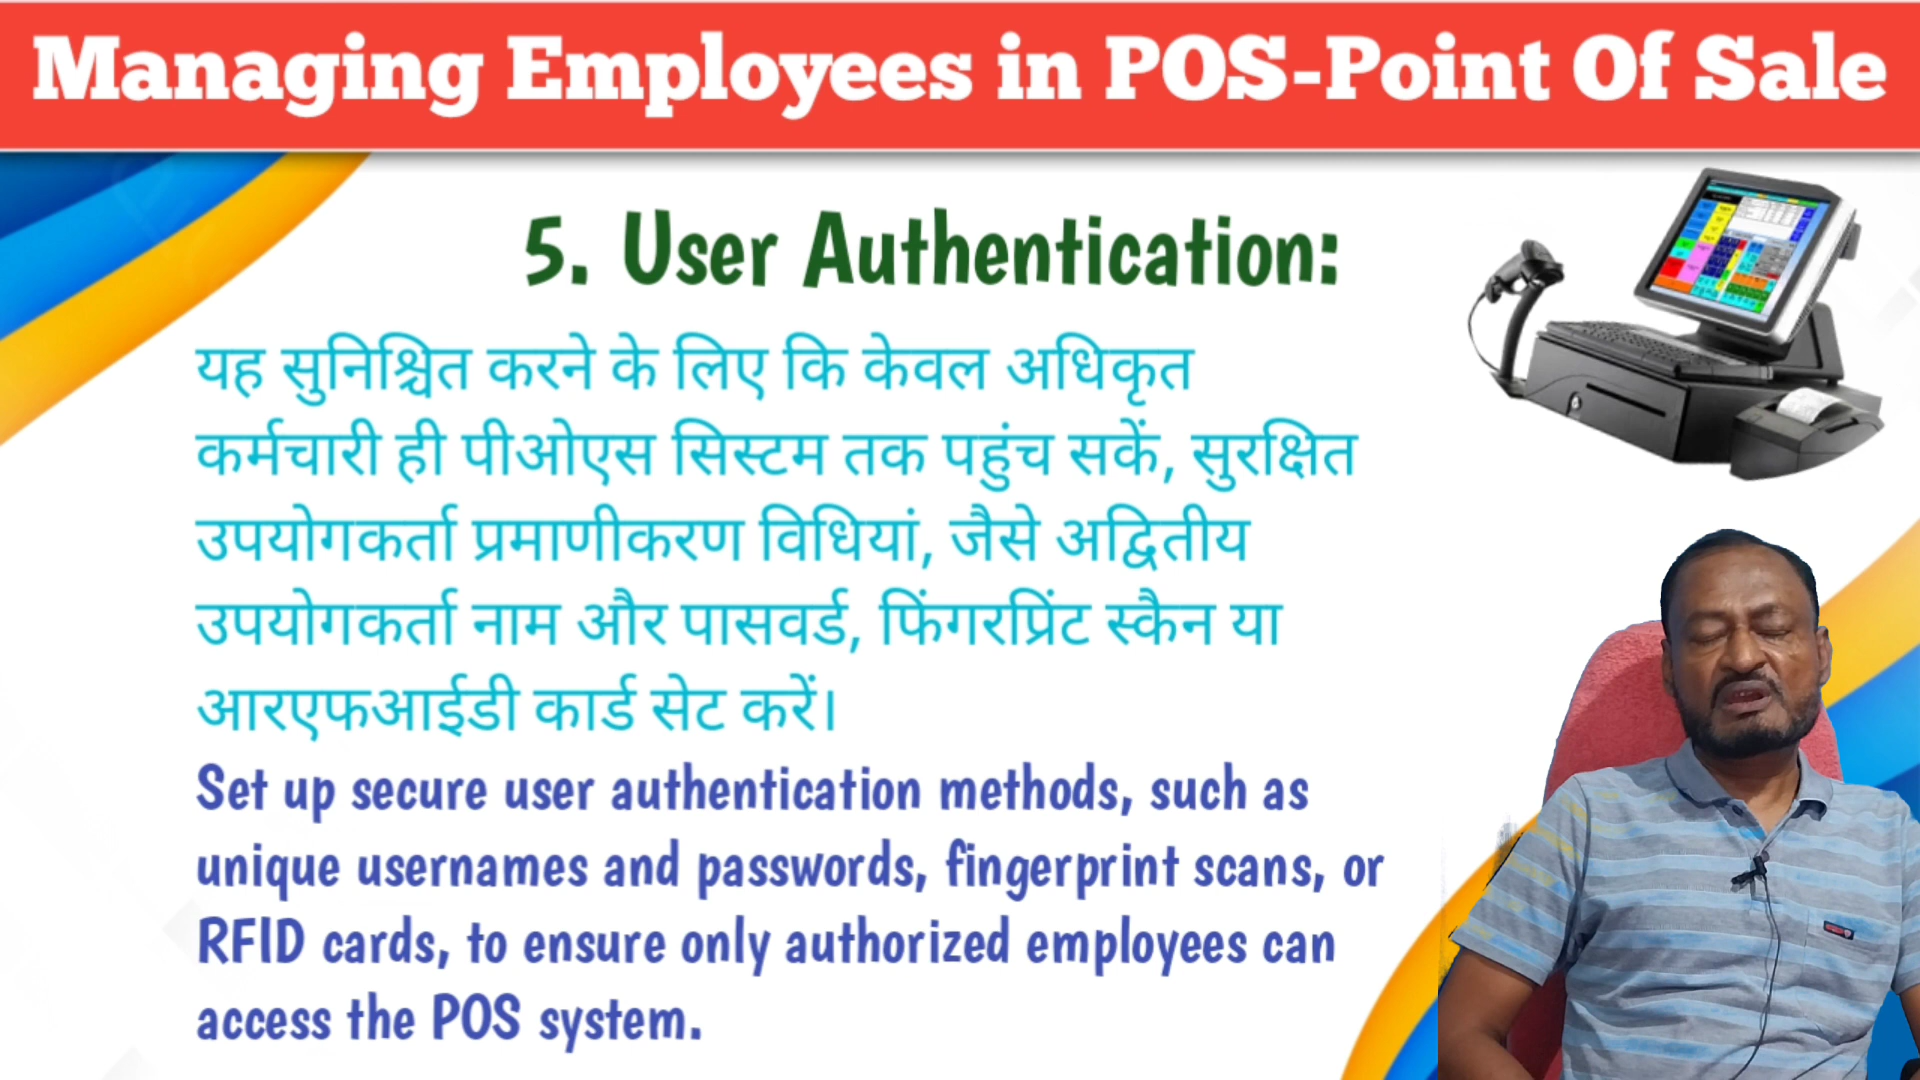 Managing Employees in POS-Point Of Sale
5. User Authentication:
यह सुनिश्चित करने के लिए कि केवल अधिकृत
कर्मचारी ही पीओएस सिस्टम तक पहुंच सकें, सुरक्षित
उपयोगकर्ता प्रमाणीकरण विधियां, जैसे अद्वितीय
उपयोगकर्ता नाम और पासवर्ड, फिंगरप्रिंट स्कैन या
आरएफआईडी कार्ड सेट करें।
Set up secure user authentication methods, such as
unique usernames and passwords, fingerprint scans, or
RFID cards, to ensure only authorized employees can
access the POS system.